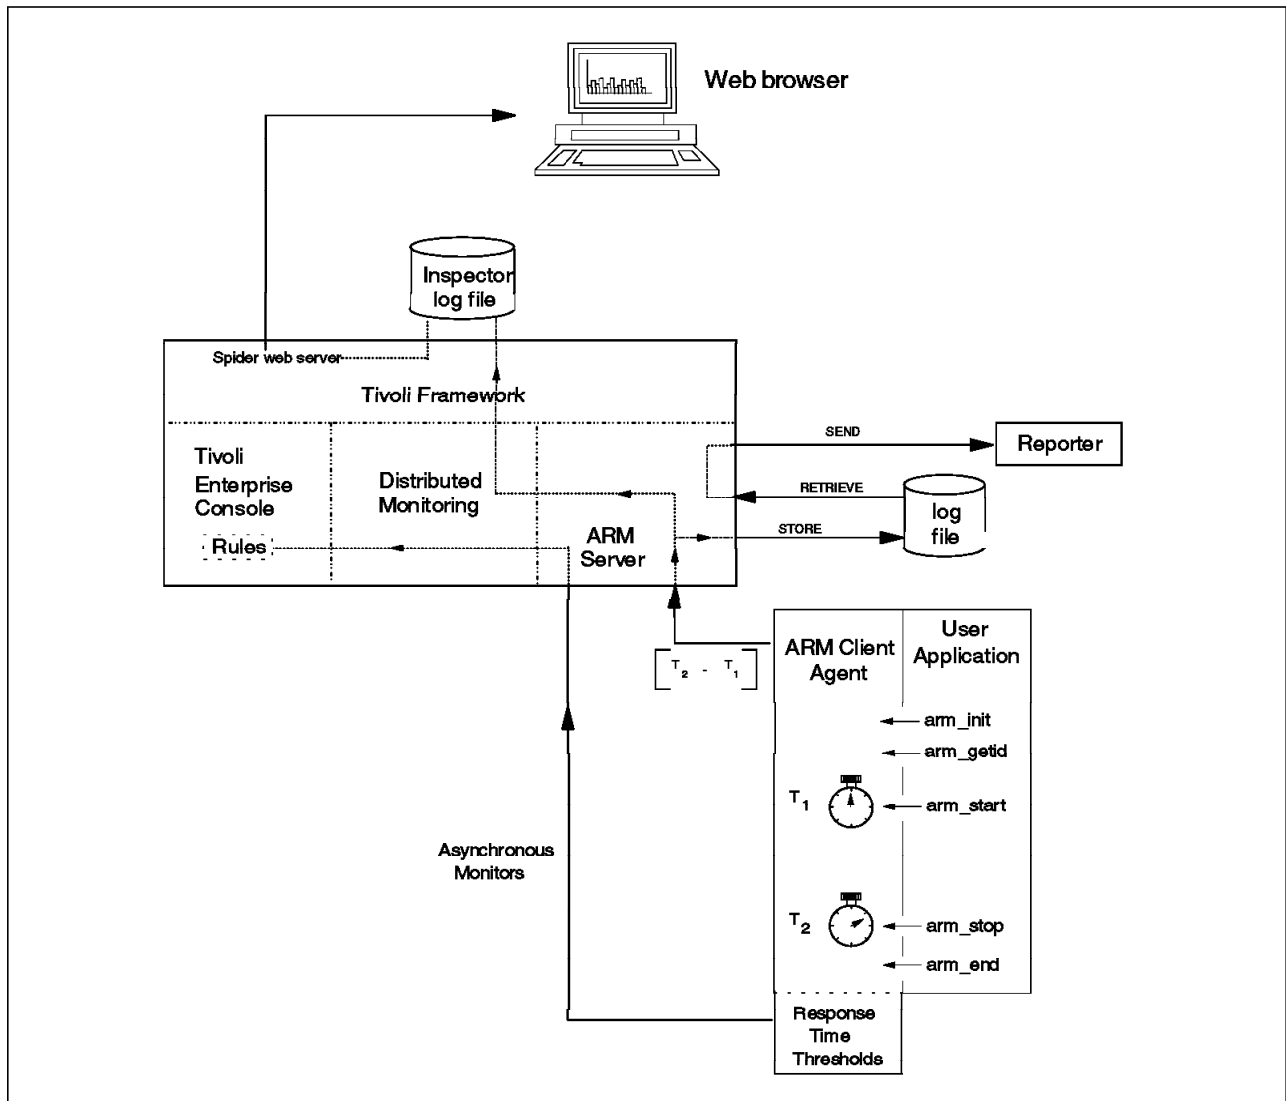 Web browser
Inspector
log file
Spider web server
Tivoli Framework
Tivoli
Enterprise
Console
Rules
Distributed
Monitoring
ARM
Server
SEND
Reporter
RETRIEVE
STORE
log
file
T2 - T1
ARM Client
Agent
User
Application
arm_init
arm_getid
T1
arm_start
Asynchronous
Monitors
T2
arm_stop
arm_end
Response
Time
Thresholds